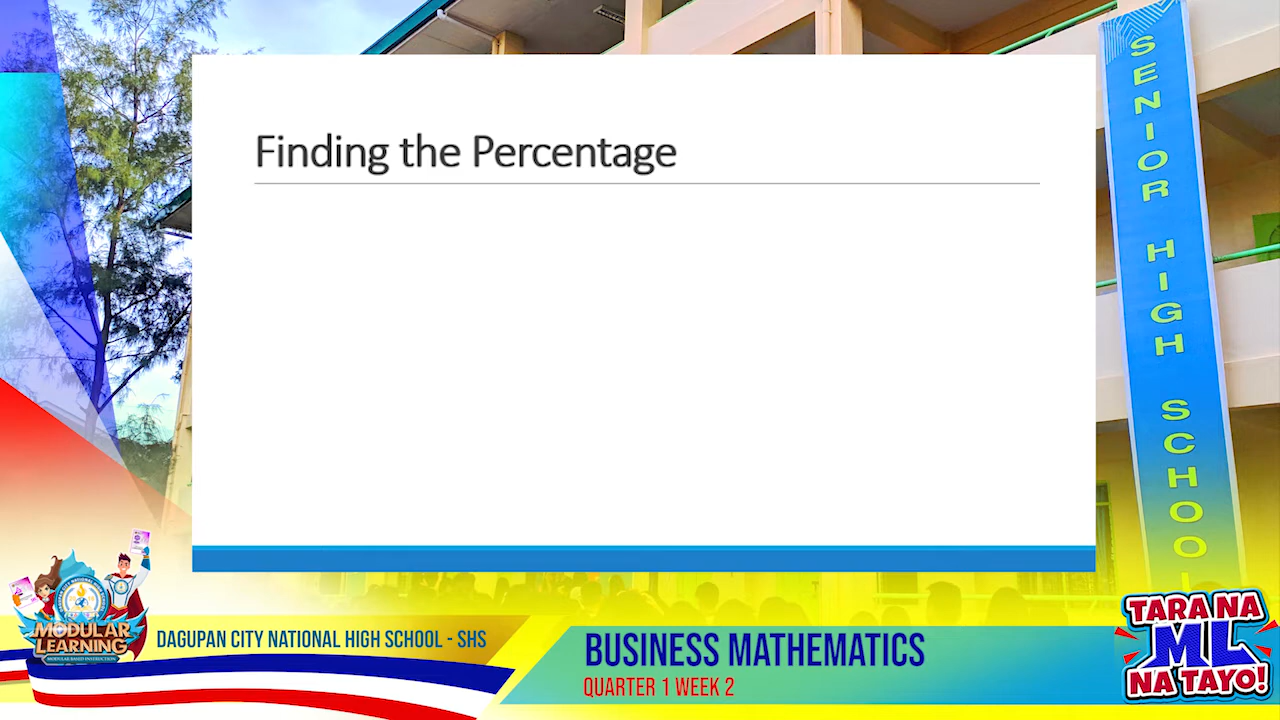 Finding the Percentage
SENIOR HIGH SCHOOL
MODULAR
LEARNING
DAGUPAN CITY NATIONAL HIGH SCHOOL - SHS
BUSINESS MATHEMATICS
QUARTER 1 WEEK 2
TARA NA
ML
NA TAYO!